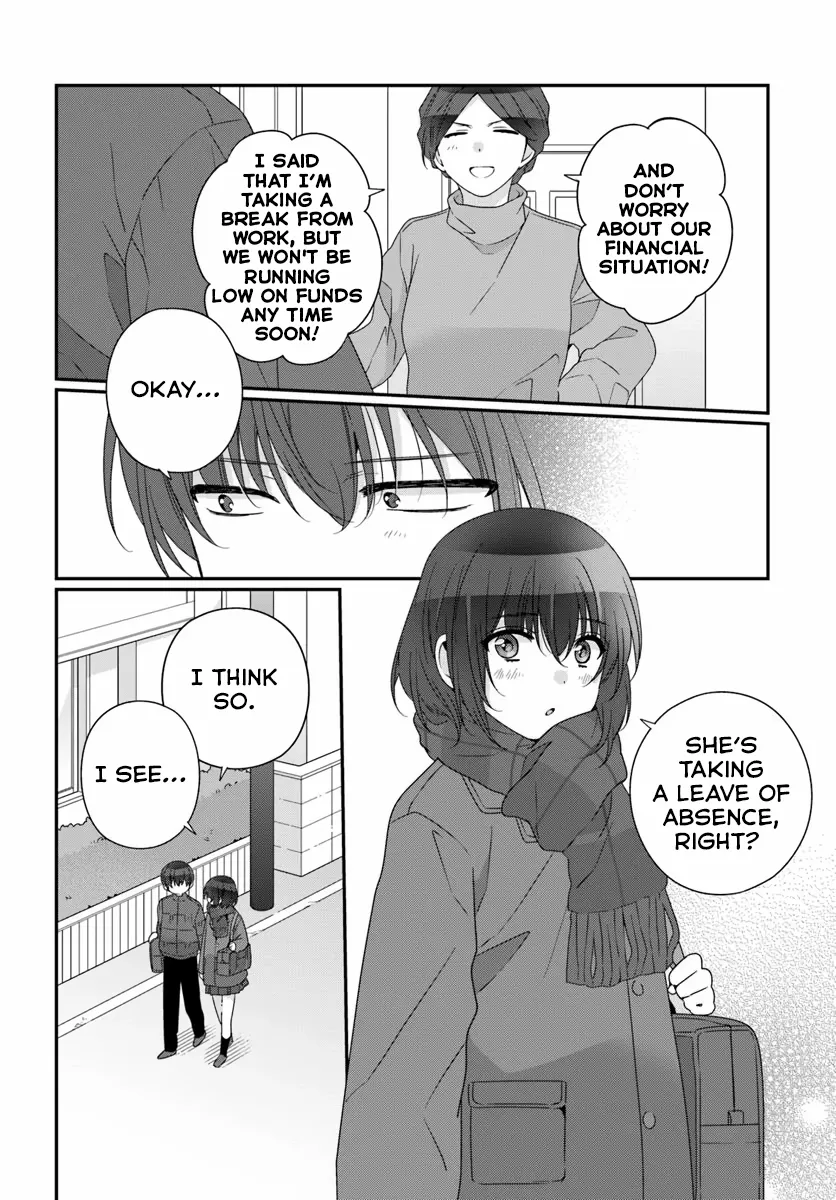 AND
DON'T
WORRY
ABOUT OUR
FINANCIAL
SITUATION!
I SAID
THAT I'M
TAKING A
BREAK FROM
WORK, BUT
WE WON'T BE
RUNNING
LOW ON FUNDS
ANY TIME
SOON!
OKAY...
SHE'S
TAKING
A LEAVE OF
ABSENCE,
RIGHT?
I THINK
SO.
I SEE...